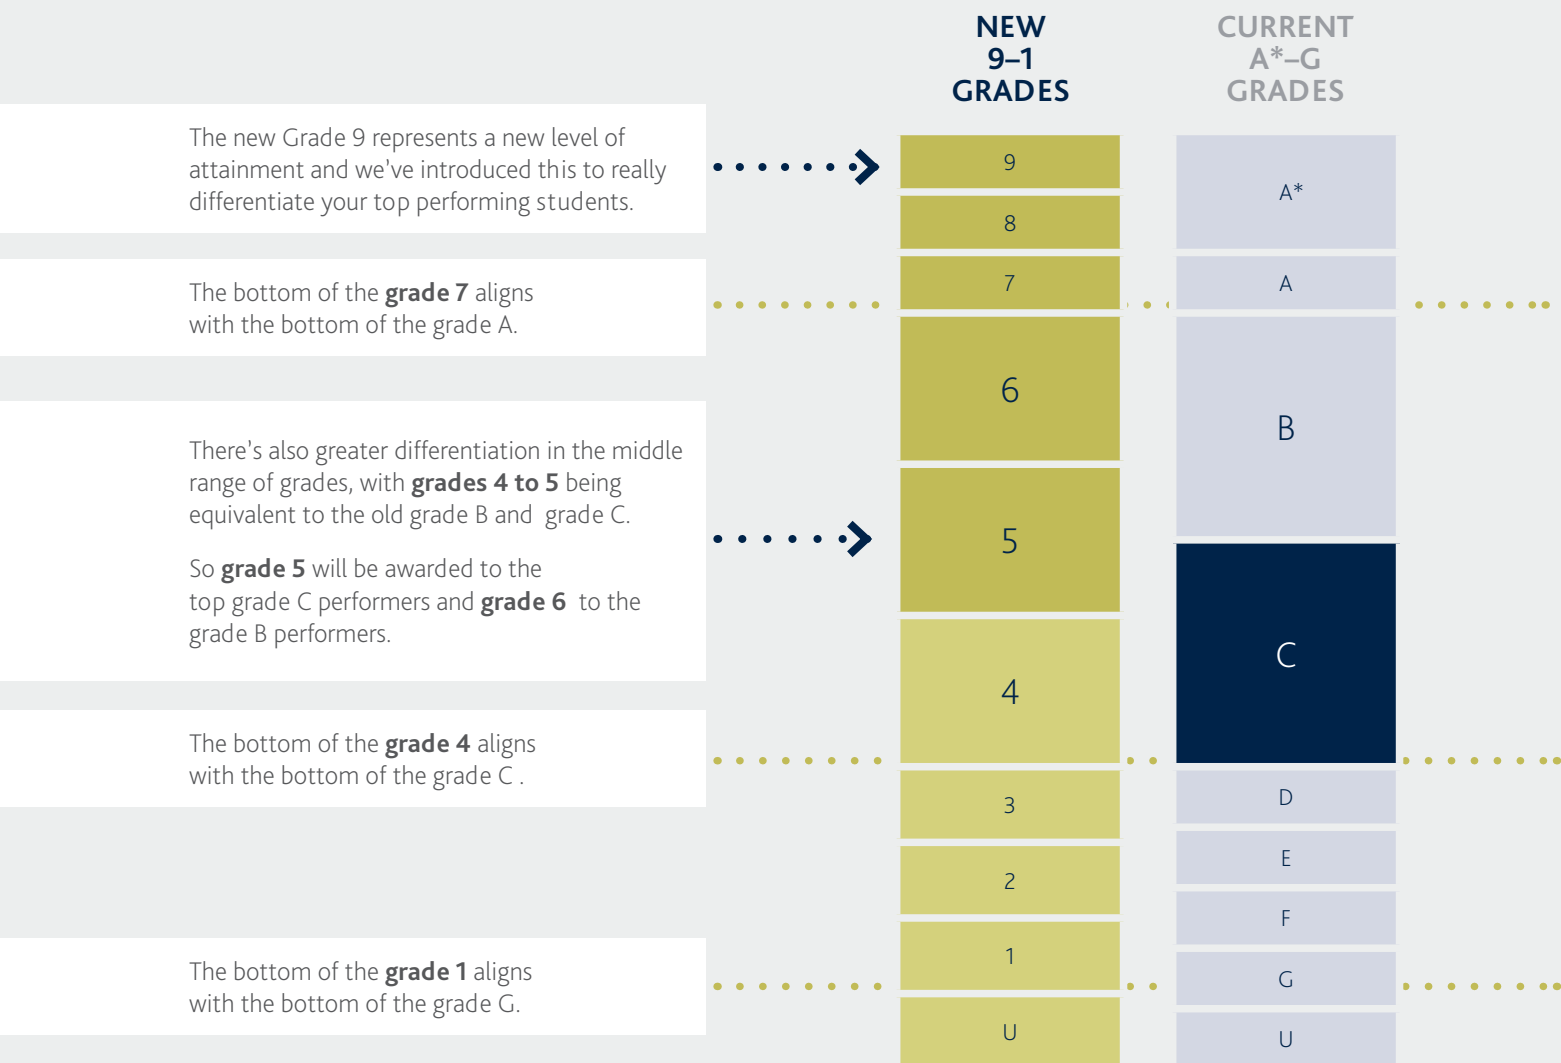 NEW
9–1
GRADES
CURRENT
A*–G
GRADES
The new Grade 9 represents a new level of
attainment and we've introduced this to really
differentiate your top performing students.
The bottom of the grade 7 aligns
with the bottom of the grade A.
There's also greater differentiation in the middle
range of grades, with grades 4 to 5 being
equivalent to the old grade B and grade C.
So grade 5 will be awarded to the
top grade C performers and grade 6 to the
grade B performers.
The bottom of the grade 4 aligns
with the bottom of the grade C .
The bottom of the grade 1 aligns
with the bottom of the grade G.
9
8
7
6
5
4
3
2
1
U
A*
A
B
C
D
E
F
G
U